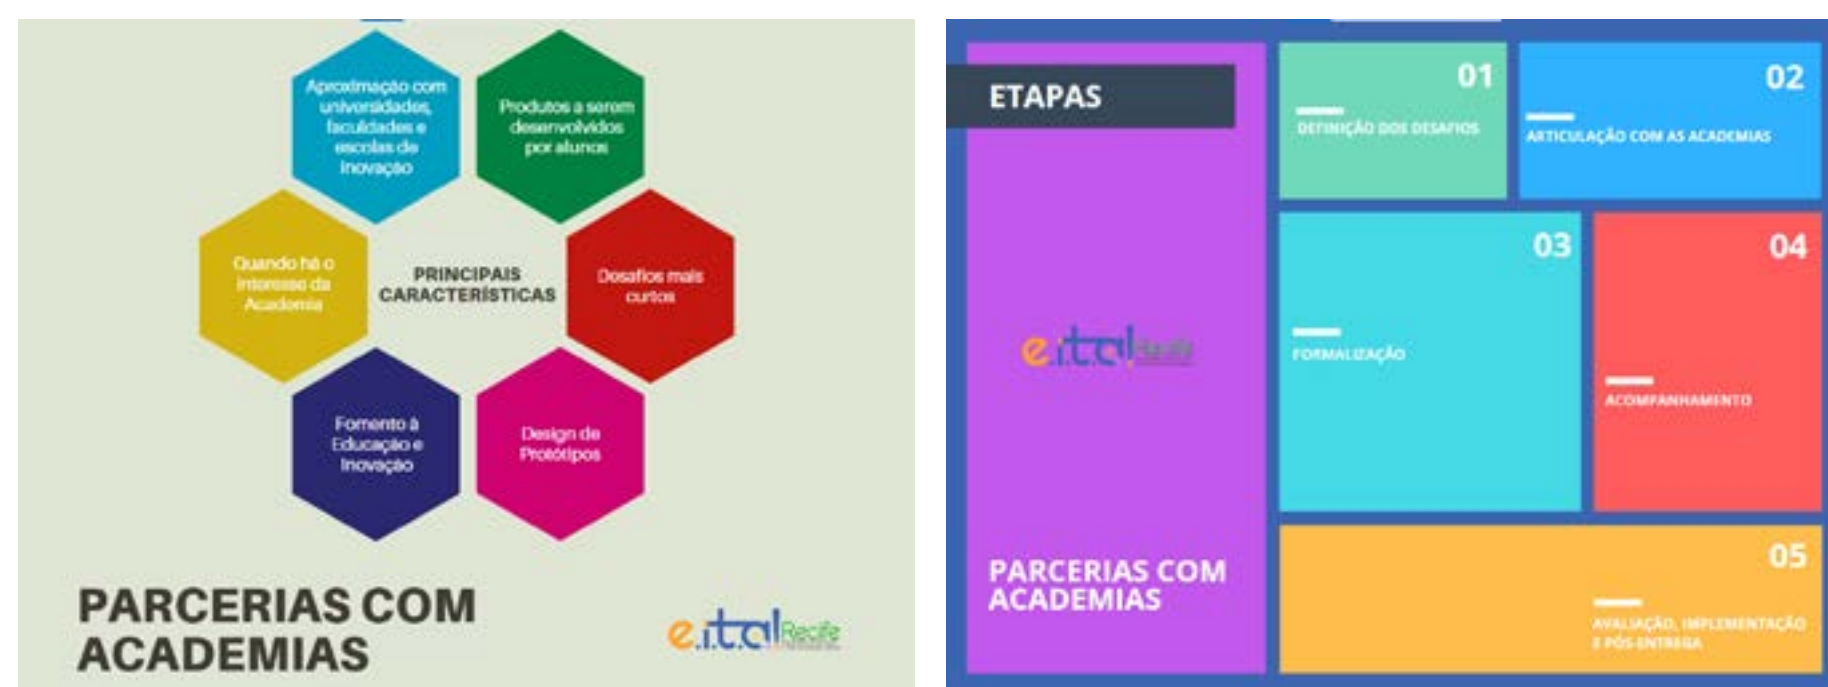 Aproximação com
universidades,
faculdades e
escolas de
Inovação
Produtos a serem
desenvolvidos
por alunos
Quando há o
interesse da
Academia
PRINCIPAIS
CARACTERÍSTICAS
Desafios mais
curtos
Fomento à
Educação e
Inovação
Design de
Protótipos
PARCERIAS COM
ACADEMIAS
e.i.t.a! Recife
ETAPAS
01
DEFINIÇÃO DOS DESAFIOS
02
ARTICULAÇÃO COM AS ACADEMIAS
03
FORMALIZAÇÃO
04
ACOMPANHAMENTO
e.i.t.a! Recife
PARCERIAS COM
ACADEMIAS
05
AVALIAÇÃO, IMPLEMENTAÇÃO
E PÓS-ENTREGA